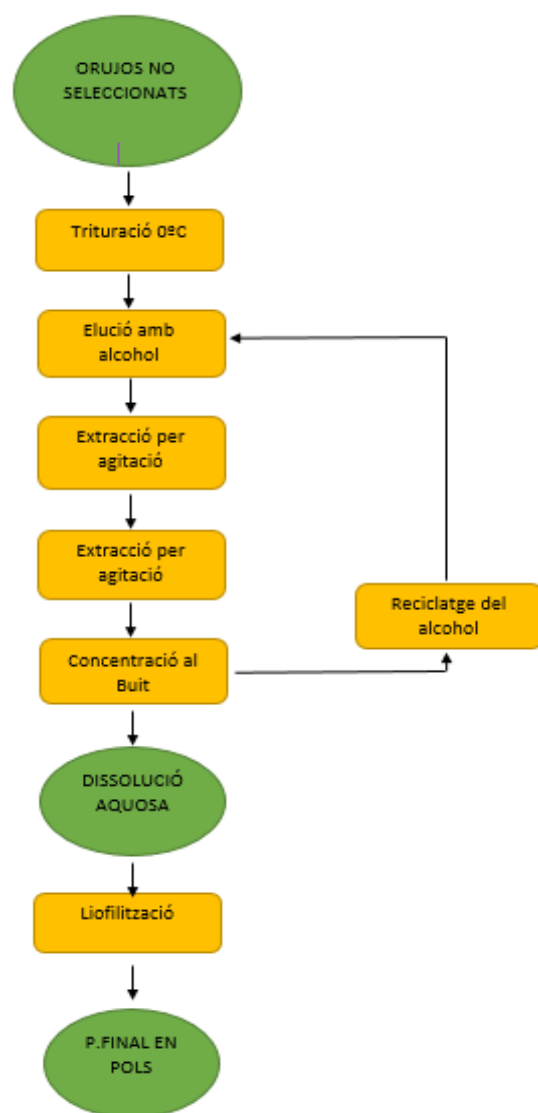 ORUJOS NO
SELECCIONATS
Trituració 0ºC
Elució amb
alcohol
Extracció per
agitació
Extracció per
agitació
Reciclatge del
alcohol
Concentració al
Buit
DISSOLUCIÓ
AQUOSA
Liofilització
P.FINAL EN
POLS